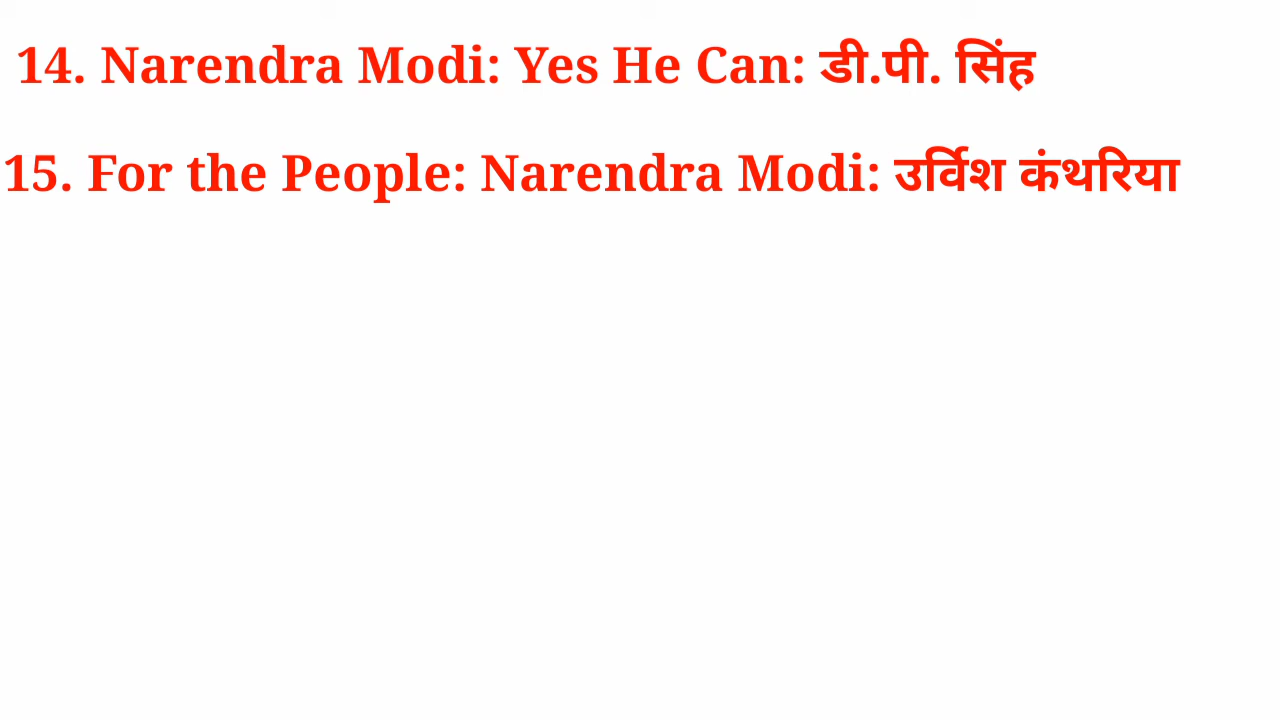 14. Narendra Modi: Yes He Can: डी.पी. सिंह
15. For the People: Narendra Modi: उर्विश कंथरिया